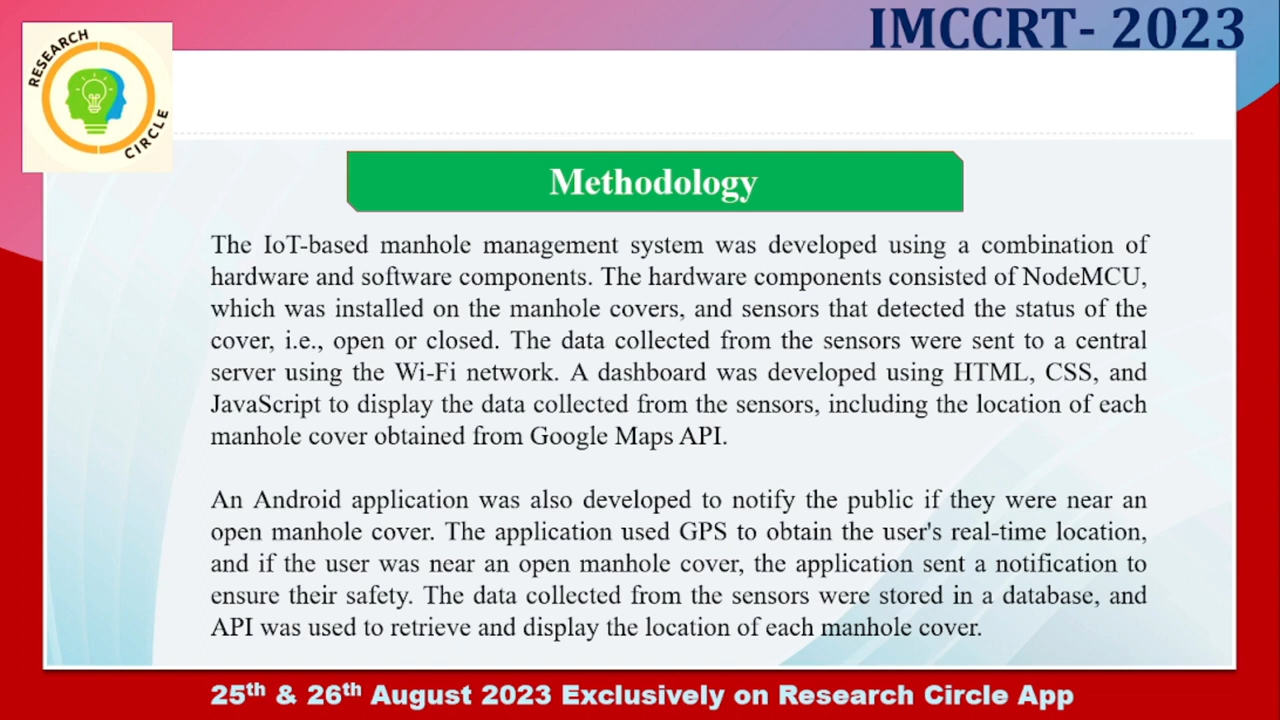 IMCCRT- 2023
RESEARCH
CIRCLE
Methodology
The IoT-based manhole management system was developed using a combination of
hardware and software components. The hardware components consisted of NodeMCU,
which was installed on the manhole covers, and sensors that detected the status of the
cover, i.e., open or closed. The data collected from the sensors were sent to a central
server using the Wi-Fi network. A dashboard was developed using HTML, CSS, and
JavaScript to display the data collected from the sensors, including the location of each
manhole cover obtained from Google Maps API.
An Android application was also developed to notify the public if they were near an
open manhole cover. The application used GPS to obtain the user's real-time location,
and if the user was near an open manhole cover, the application sent a notification to
ensure their safety. The data collected from the sensors were stored in a database, and
API was used to retrieve and display the location of each manhole cover.
25th & 26th August 2023 Exclusively on Research Circle App